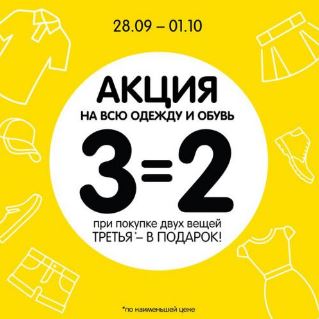 28.09 – 01.10
АКЦИЯ
НА ВСЮ ОДЕЖДУ И ОБУВЬ
3=2
при покупке двух вещей
ТРЕТЬЯ*– В ПОДАРОК!
*по наименьшей цене